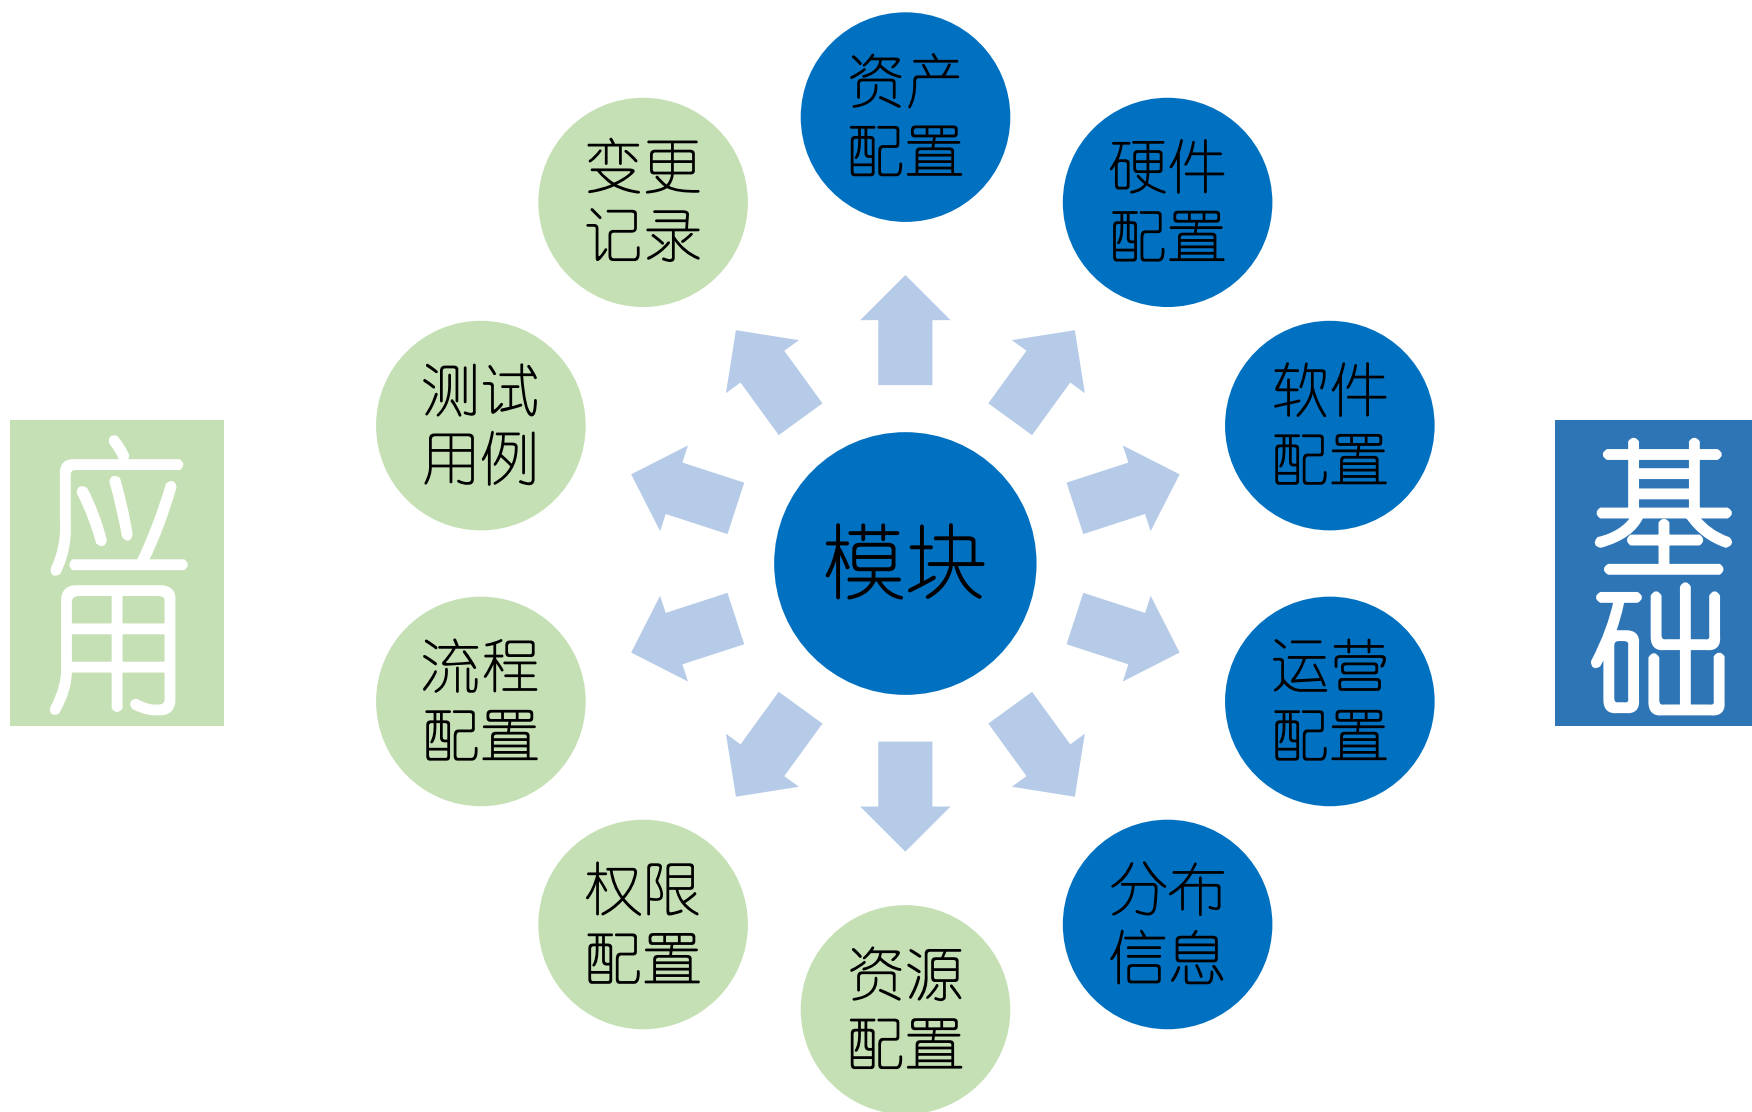 资产
配置
硬件
配置
软件
配置
运营
配置
分布
信息
资源
配置
权限
配置
流程
配置
测试
用例
变更
记录
模块
应
用
基
础